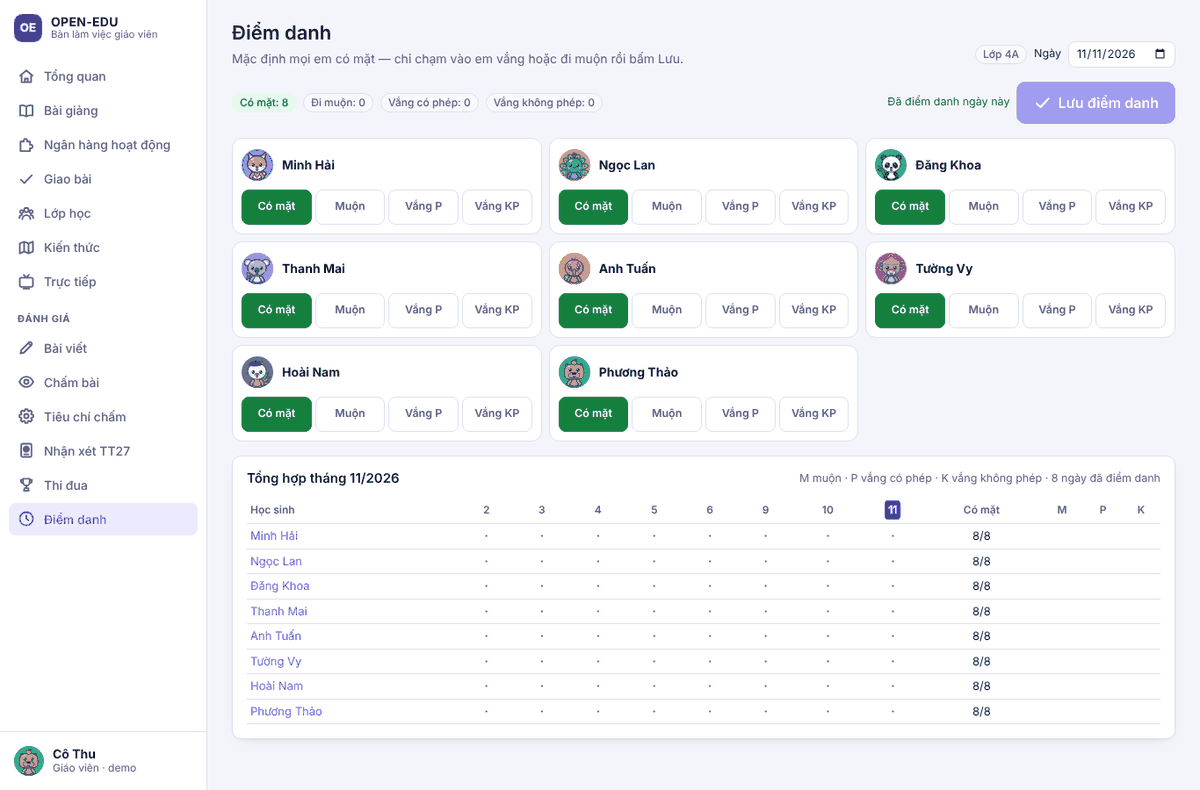 OE
OPEN-EDU
Bàn làm việc giáo viên
Tổng quan
Bài giảng
Ngân hàng hoạt động
Giao bài
Lớp học
Kiến thức
Trực tiếp
ĐÁNH GIÁ
Bài viết
Chấm bài
Tiêu chí chấm
Nhận xét TT27
Thi đua
Điểm danh
Cô Thu
Giáo viên · demo
Điểm danh
Mặc định mọi em có mặt — chỉ chạm vào em vắng hoặc đi muộn rồi bấm Lưu.
Lớp 4A Ngày 11/11/2026
Có mặt: 8 Đi muộn: 0 Vắng có phép: 0 Vắng không phép: 0 Đã điểm danh ngày này Lưu điểm danh
Minh Hải Ngọc Lan Đăng Khoa
Có mặt Muộn Vắng P Vắng KP Có mặt Muộn Vắng P Vắng KP Có mặt Muộn Vắng P Vắng KP
Thanh Mai Anh Tuấn Tường Vy
Có mặt Muộn Vắng P Vắng KP Có mặt Muộn Vắng P Vắng KP Có mặt Muộn Vắng P Vắng KP
Hoài Nam Phương Thảo
Có mặt Muộn Vắng P Vắng KP Có mặt Muộn Vắng P Vắng KP
Tổng hợp tháng 11/2026 M muộn · P vắng có phép · K vắng không phép · 8 ngày đã điểm danh
Học sinh 2 3 4 5 6 9 10 11 Có mặt M P K
Minh Hải · · · · · · · · 8/8
Ngọc Lan · · · · · · · · 8/8
Đăng Khoa · · · · · · · · 8/8
Thanh Mai · · · · · · · · 8/8
Anh Tuấn · · · · · · · · 8/8
Tường Vy · · · · · · · · 8/8
Hoài Nam · · · · · · · · 8/8
Phương Thảo · · · · · · · · 8/8